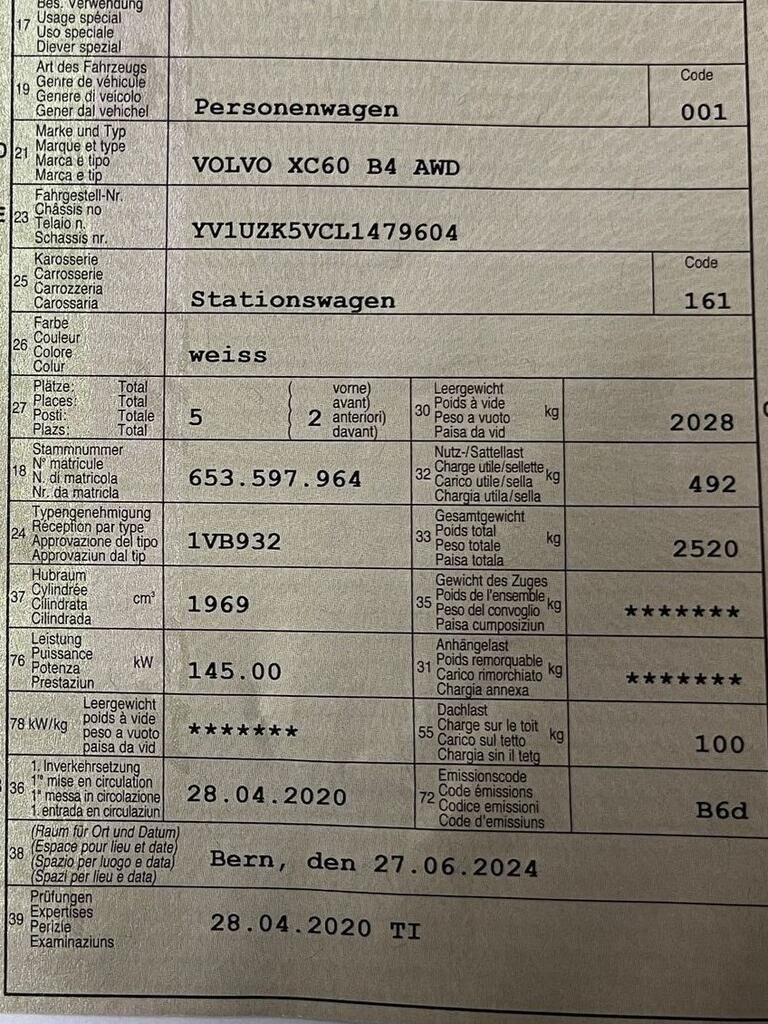 Bes. Verwendung
17 Usage spécial
Uso speciale
Diever spezial
19 Art des Fahrzeugs
Genre de véhicule
Genere di veicolo
Gener dal vehichel
Personenwagen
Code
001
21 Marke und Typ
Marque et type
Marca e tipo
Marca e tip
VOLVO XC60 B4 AWD
23 Fahrgestell-Nr.
Châssis no
Telaio n.
Schassis nr.
YV1UZK5VCL1479604
25 Karosserie
Carrosserie
Carrozzeria
Carossaria
Stationswagen
Code
161
26 Farbe
Couleur
Colore
Colur
weiss
27 Plätze: Total
Places: Total
Posti: Totale
Plazs: Total
5 ( 2 vorne)
( avant)
( anteriori)
( davant)
30 Leergewicht
Poids à vide
Peso a vuoto
Paisa da vid
kg
2028
18 Stammnummer
N° matricule
N. di matricola
Nr. da matricla
653.597.964
32 Nutz-/Sattellast
Charge utile/sellette
Carico utile/sella
Chargia utila/sella
kg
492
24 Typengenehmigung
Réception par type
Approvazione del tipo
Approvaziun dal tip
1VB932
33 Gesamtgewicht
Poids total
Peso totale
Paisa totala
kg
2520
37 Hubraum
Cylindrée
Cilindrata
Cilindrada
cm³
1969
35 Gewicht des Zuges
Poids de l'ensemble
Peso del convoglio
Paisa cumposiziun
kg
*******
76 Leistung
Puissance
Potenza
Prestaziun
kW
145.00
31 Anhängelast
Poids remorquable
Carico rimorchiato
Chargia annexa
kg
*******
78 kW/kg
Leergewicht
poids à vide
peso a vuoto
paisa da vid
*******
55 Dachlast
Charge sur le toit
Carico sul tetto
Chargia sin il tetg
kg
100
36 1. Inverkehrsetzung
1re mise en circulation
1a messa in circolazione
1. entrada en circulaziun
28.04.2020
72 Emissionscode
Code émissions
Codice emissioni
Code d'emissiuns
B6d
38 (Raum für Ort und Datum)
(Espace pour lieu et date)
(Spazio per luogo e data)
(Spazi per lieu e data)
Bern, den 27.06.2024
39 Prüfungen
Expertises
Perizie
Examinaziuns
28.04.2020 TI